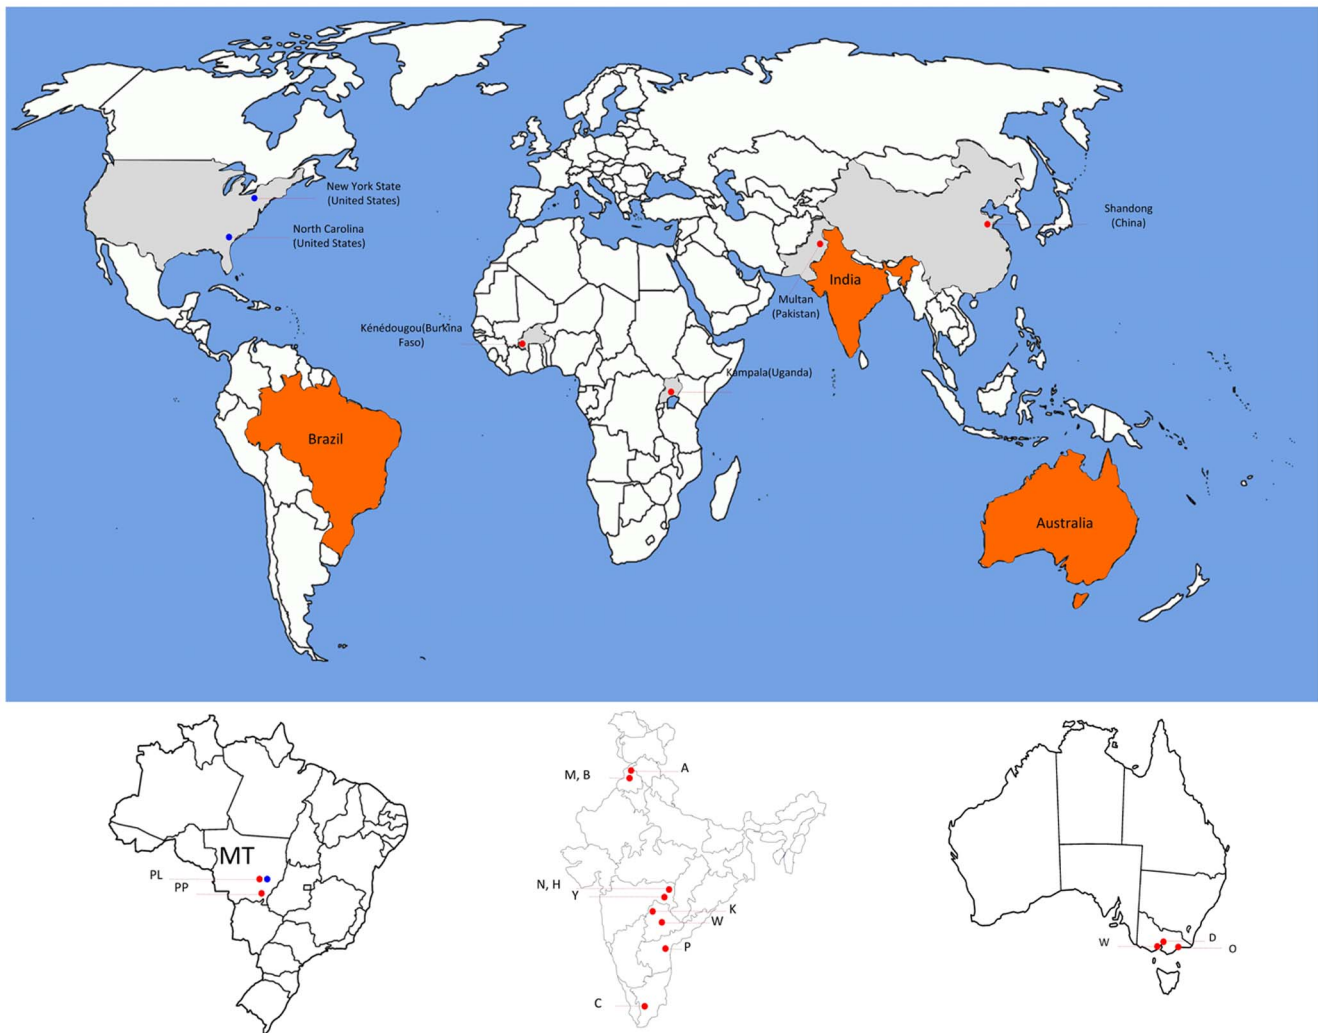 New York State
(United States)
North Carolina
(United States)
Shandong
(China)
India
Multan
(Pakistan)
Kénédougou(Burkina
Faso)
Kampala(Uganda)
Brazil
Australia
MT
PL
PP
A
M, B
N, H
Y
K
W
P
C
W
D
O